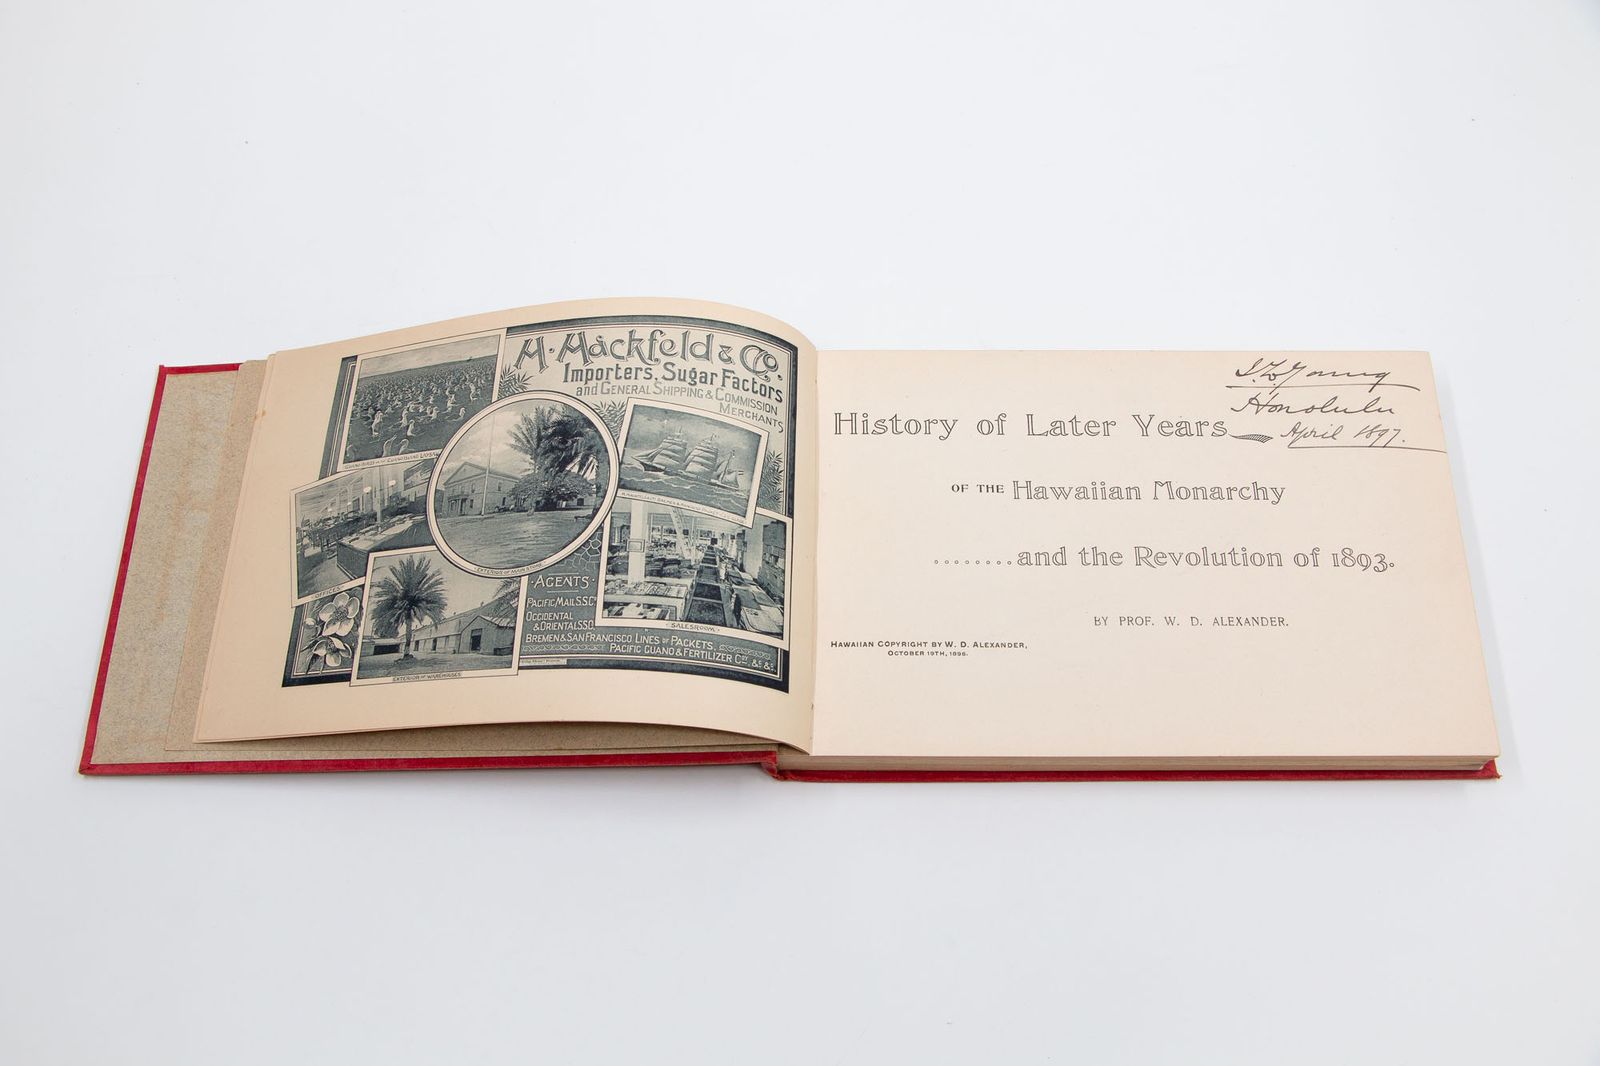 H. Hackfeld & Co.
Importers, Sugar Factors
and General Shipping & Commission
Merchants
Exterior of Main Store
Offices
Salesroom
Exterior of Warehouses
·Agents·
Pacific Mail S.S.Co.
Occidental
& Oriental S.S.Co.
Bremen & San Francisco Lines of Packets,
Pacific Guano & Fertilizer Co. &c &c
Young
Honolulu
April 1897.
History of Later Years
OF THE Hawaiian Monarchy
........and the Revolution of 1893.
BY PROF. W. D. ALEXANDER.
HAWAIIAN COPYRIGHT BY W. D. ALEXANDER,
OCTOBER 19TH, 1896.